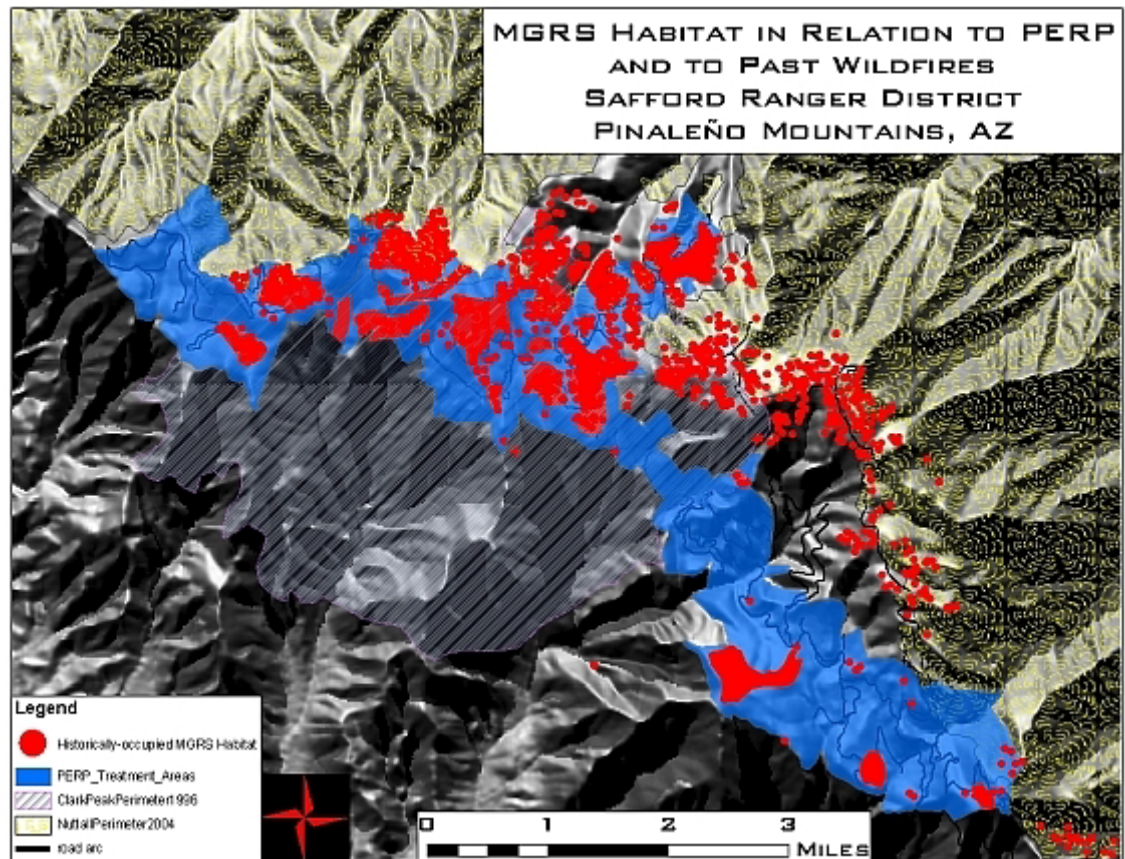 MGRS HABITAT IN RELATION TO PERP
AND TO PAST WILDFIRES
SAFFORD RANGER DISTRICT
PINALEÑO MOUNTAINS, AZ
Legend
Historically-occupied MGRS Habitat
PERP_Treatment_Areas
ClarkPeakPerimeter1996
NuttallPerimeter2004
road arc
0 1 2 3
MILES